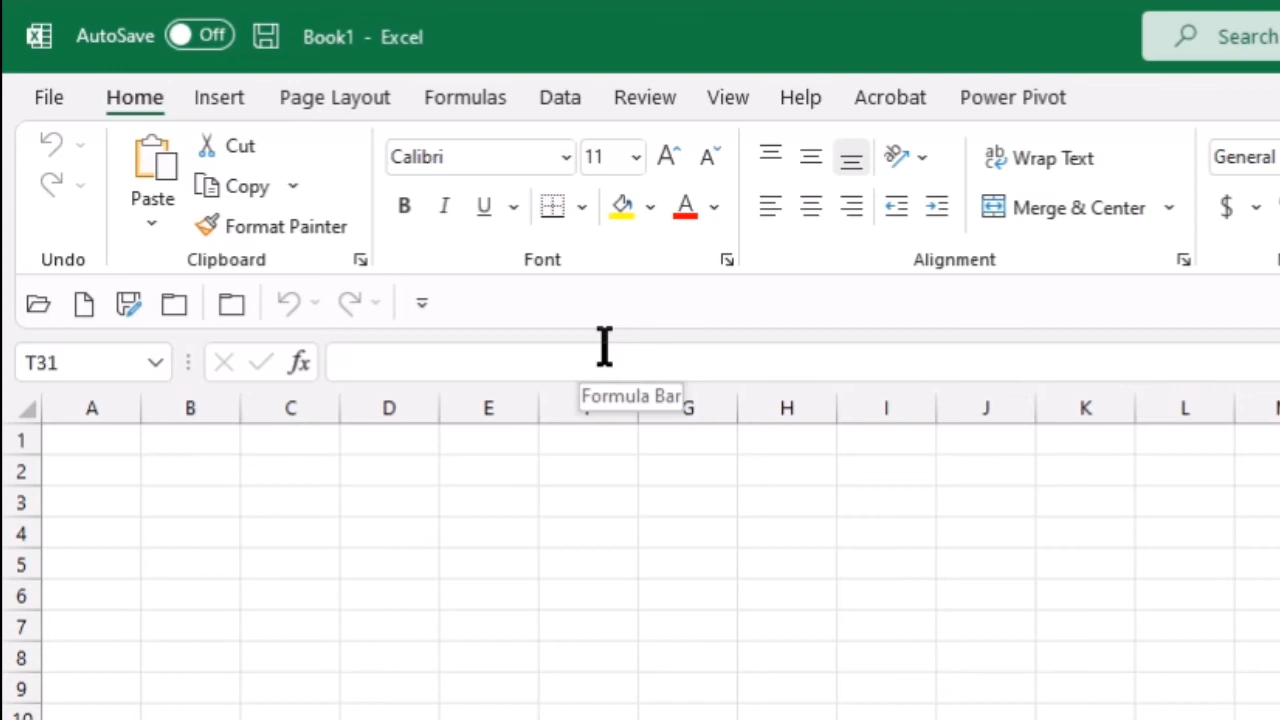 AutoSave Off Book1 - Excel Search
File Home Insert Page Layout Formulas Data Review View Help Acrobat Power Pivot
Paste
Cut
Copy
Format Painter
Calibri 11
B I U A
Wrap Text
Merge & Center
General
$
Undo Clipboard Font Alignment
T31 fx
Formula Bar
A B C D E G H I J K L
1
2
3
4
5
6
7
8
9
10